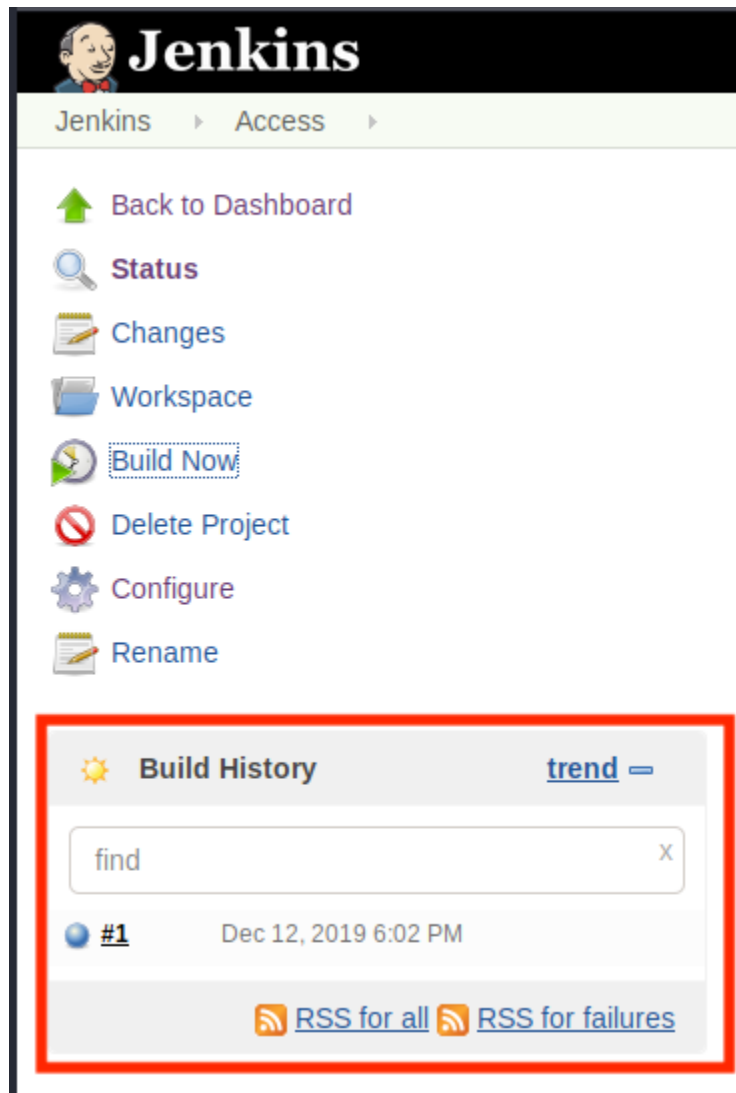 Jenkins
Jenkins Access
Back to Dashboard
Status
Changes
Workspace
Build Now
Delete Project
Configure
Rename
Build History trend
find x
#1 Dec 12, 2019 6:02 PM
RSS for all RSS for failures